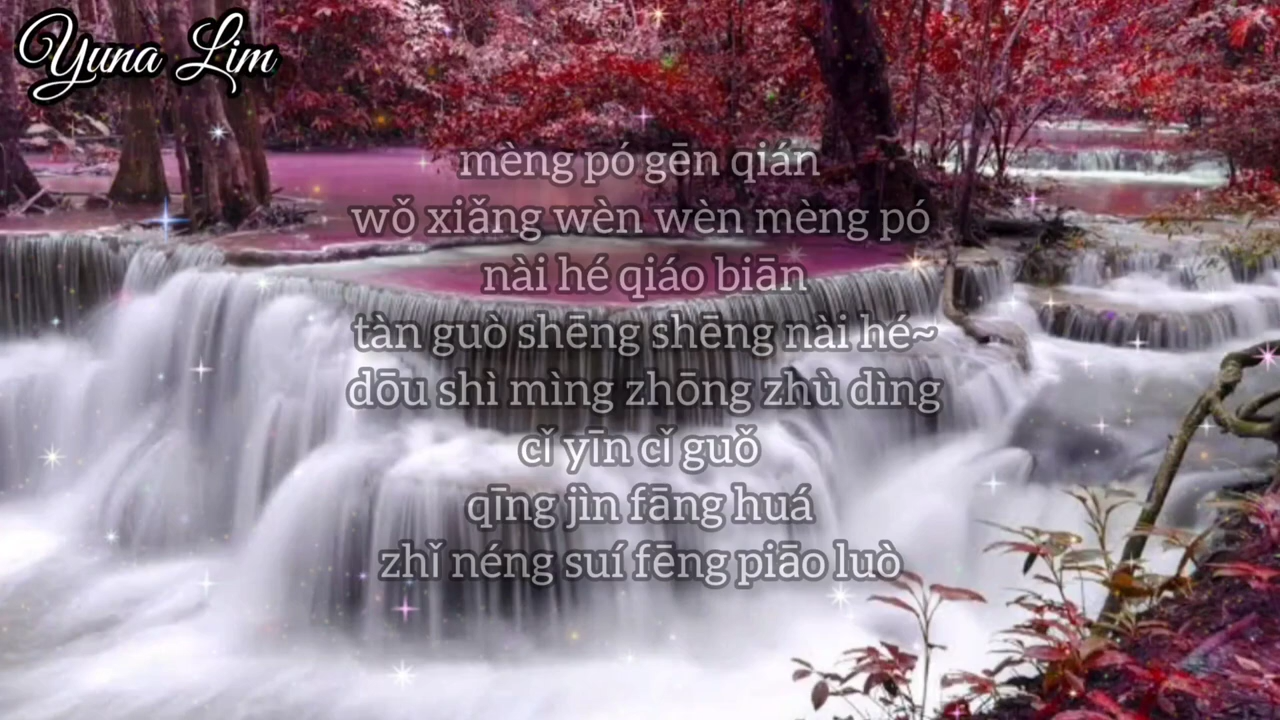 Yuna Lim
mèng pó gēn qián
wǒ xiǎng wèn wèn mèng pó
nài hé qiáo biān
tàn guò shēng shēng nài hé~
dōu shì mìng zhōng zhù dìng
cǐ yīn cǐ guǒ
qīng jìn fāng huá
zhǐ néng suí fēng piāo luò